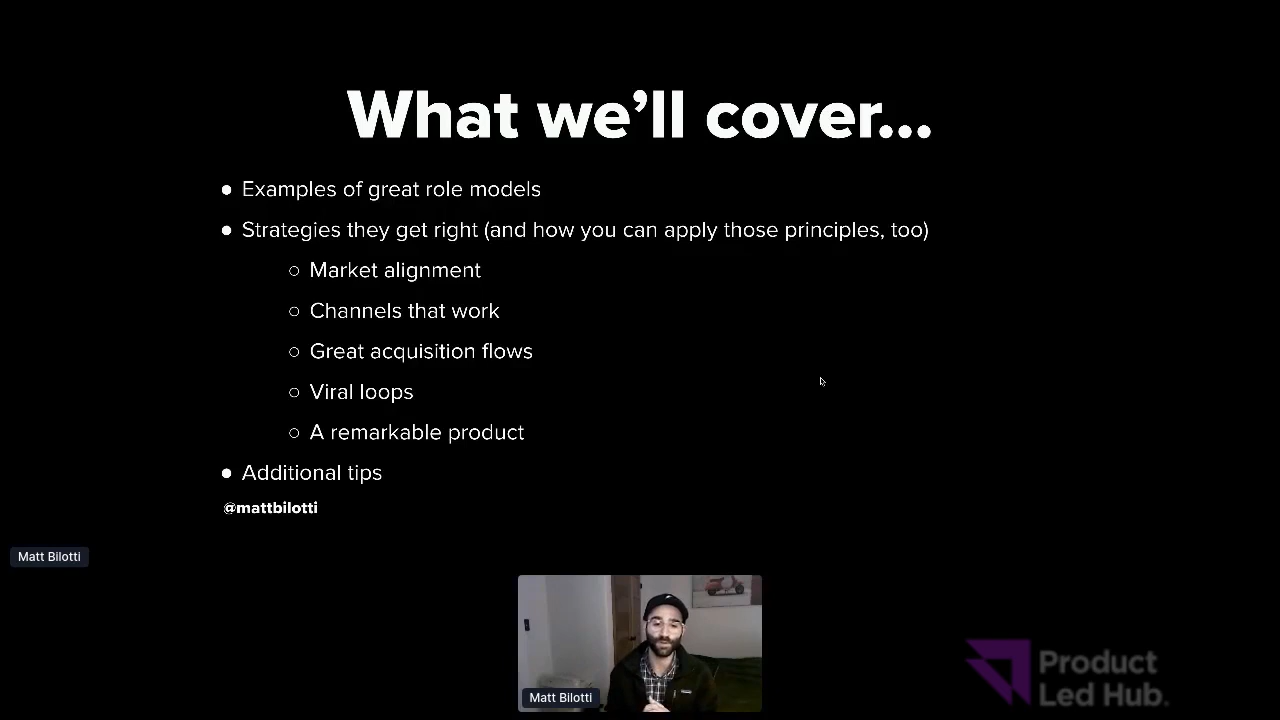 What we'll cover...
Examples of great role models
Strategies they get right (and how you can apply those principles, too)
Market alignment
Channels that work
Great acquisition flows
Viral loops
A remarkable product
Additional tips
@mattbilotti
Matt Bilotti
Matt Bilotti
Product
Led Hub.